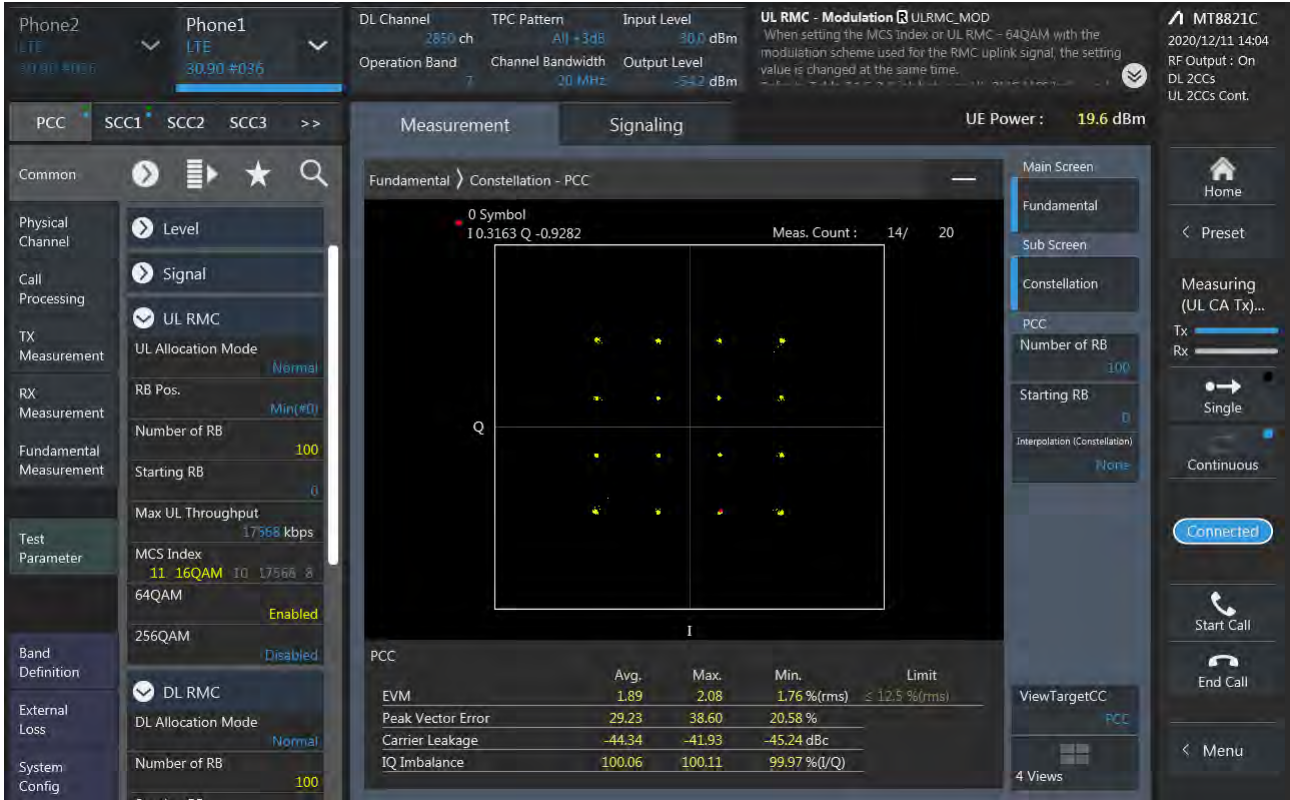 Phone2
LTE
30.90 #036
Phone1
LTE
30.90 #036
DL Channel
2850 ch
TPC Pattern
All +3dB
Input Level
30.0 dBm
Operation Band
7
Channel Bandwidth
20 MHz
Output Level
-54.2 dBm
UL RMC - Modulation R ULRMC_MOD
When setting the MCS Index or UL RMC - 64QAM with the
modulation scheme used for the RMC uplink signal, the setting
value is changed at the same time.
MT8821C
2020/12/11 14:04
RF Output : On
DL 2CCs
UL 2CCs Cont.
PCC SCC1 SCC2 SCC3 >>
Measurement
Signaling
UE Power : 19.6 dBm
Common
Physical
Channel
Call
Processing
TX
Measurement
RX
Measurement
Fundamental
Measurement
Test
Parameter
Band
Definition
External
Loss
System
Config
Level
Signal
UL RMC
UL Allocation Mode
Normal
RB Pos.
Min(#0)
Number of RB
100
Starting RB
0
Max UL Throughput
17568 kbps
MCS Index
11 16QAM 10 17568 8
64QAM
Enabled
256QAM
Disabled
DL RMC
DL Allocation Mode
Normal
Number of RB
100
Fundamental > Constellation - PCC
0 Symbol
I 0.3163 Q -0.9282
Meas. Count : 14/ 20
Q
I
PCC
Avg. Max. Min. Limit
EVM 1.89 2.08 1.76 %(rms) ≤ 12.5 %(rms)
Peak Vector Error 29.23 38.60 20.58 %
Carrier Leakage -44.34 -41.93 -45.24 dBc
IQ Imbalance 100.06 100.11 99.97 %(I/Q)
Main Screen
Fundamental
Sub Screen
Constellation
PCC
Number of RB
100
Starting RB
0
Interpolation (Constellation)
None
ViewTargetCC
PCC
4 Views
Home
< Preset
Measuring
(UL CA Tx)...
Tx
Rx
Single
Continuous
Connected
Start Call
End Call
< Menu